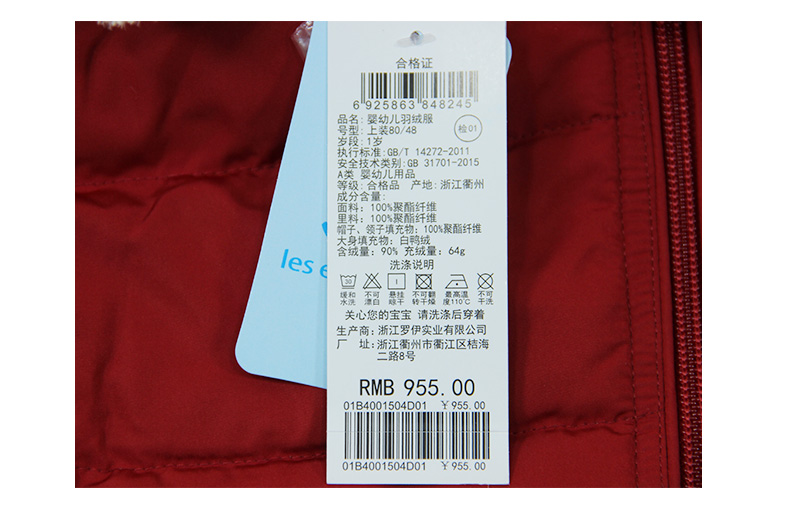 合格证
6 925863 848245
品名：婴幼儿羽绒服
号型：上装80/48
检01
岁段：1岁
执行标准：GB/T 14272-2011
安全技术类别：GB 31701-2015
A类 婴幼儿用品
等级：合格品 产地：浙江衢州
成分含量：
面料：100%聚酯纤维
里料：100%聚酯纤维
帽子、领子填充物：100%聚酯纤维
大身填充物：白鸭绒
含绒量：90% 充绒量：64g
les e
洗涤说明
30
缓和水洗
不可漂白
悬挂晾干
不可翻转干燥
最高温度110℃
不可干洗
关心您的宝宝 请洗涤后穿着
生产商：浙江罗伊实业有限公司
厂 址：浙江衢州市衢江区桔海
二路8号
RMB 955.00
01B4001504D01 ￥955.00
01B4001504D01 ￥955.00